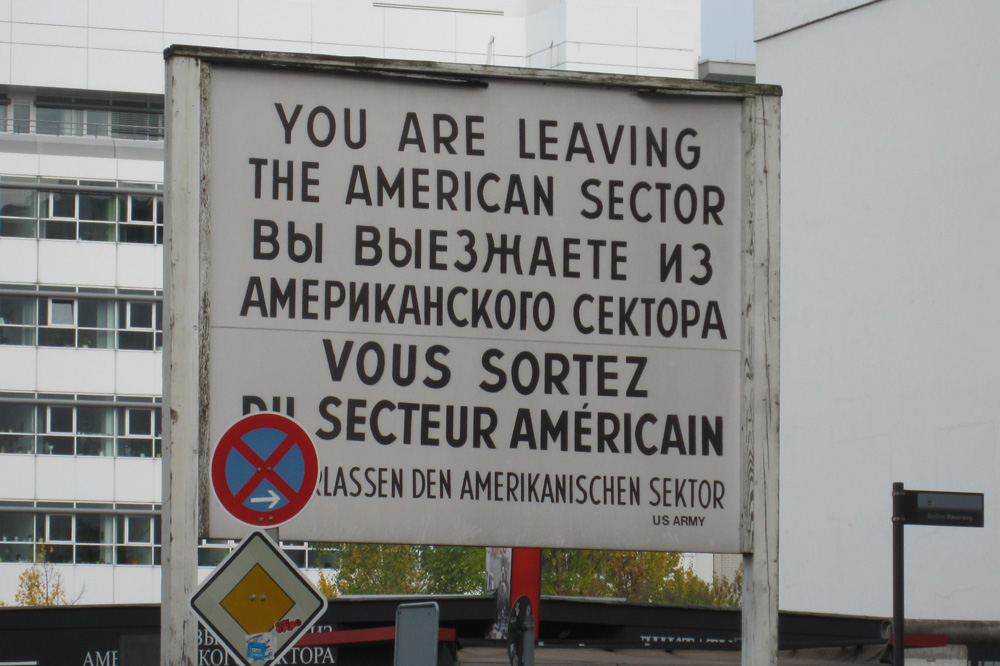 YOU ARE LEAVING
THE AMERICAN SECTOR
ВЫ ВЫЕЗЖАЕТЕ ИЗ
АМЕРИКАНСКОГО СЕКТОРА
VOUS SORTEZ
DU SECTEUR AMÉRICAIN
RLASSEN DEN AMERIKANISCHEN SEKTOR
US ARMY